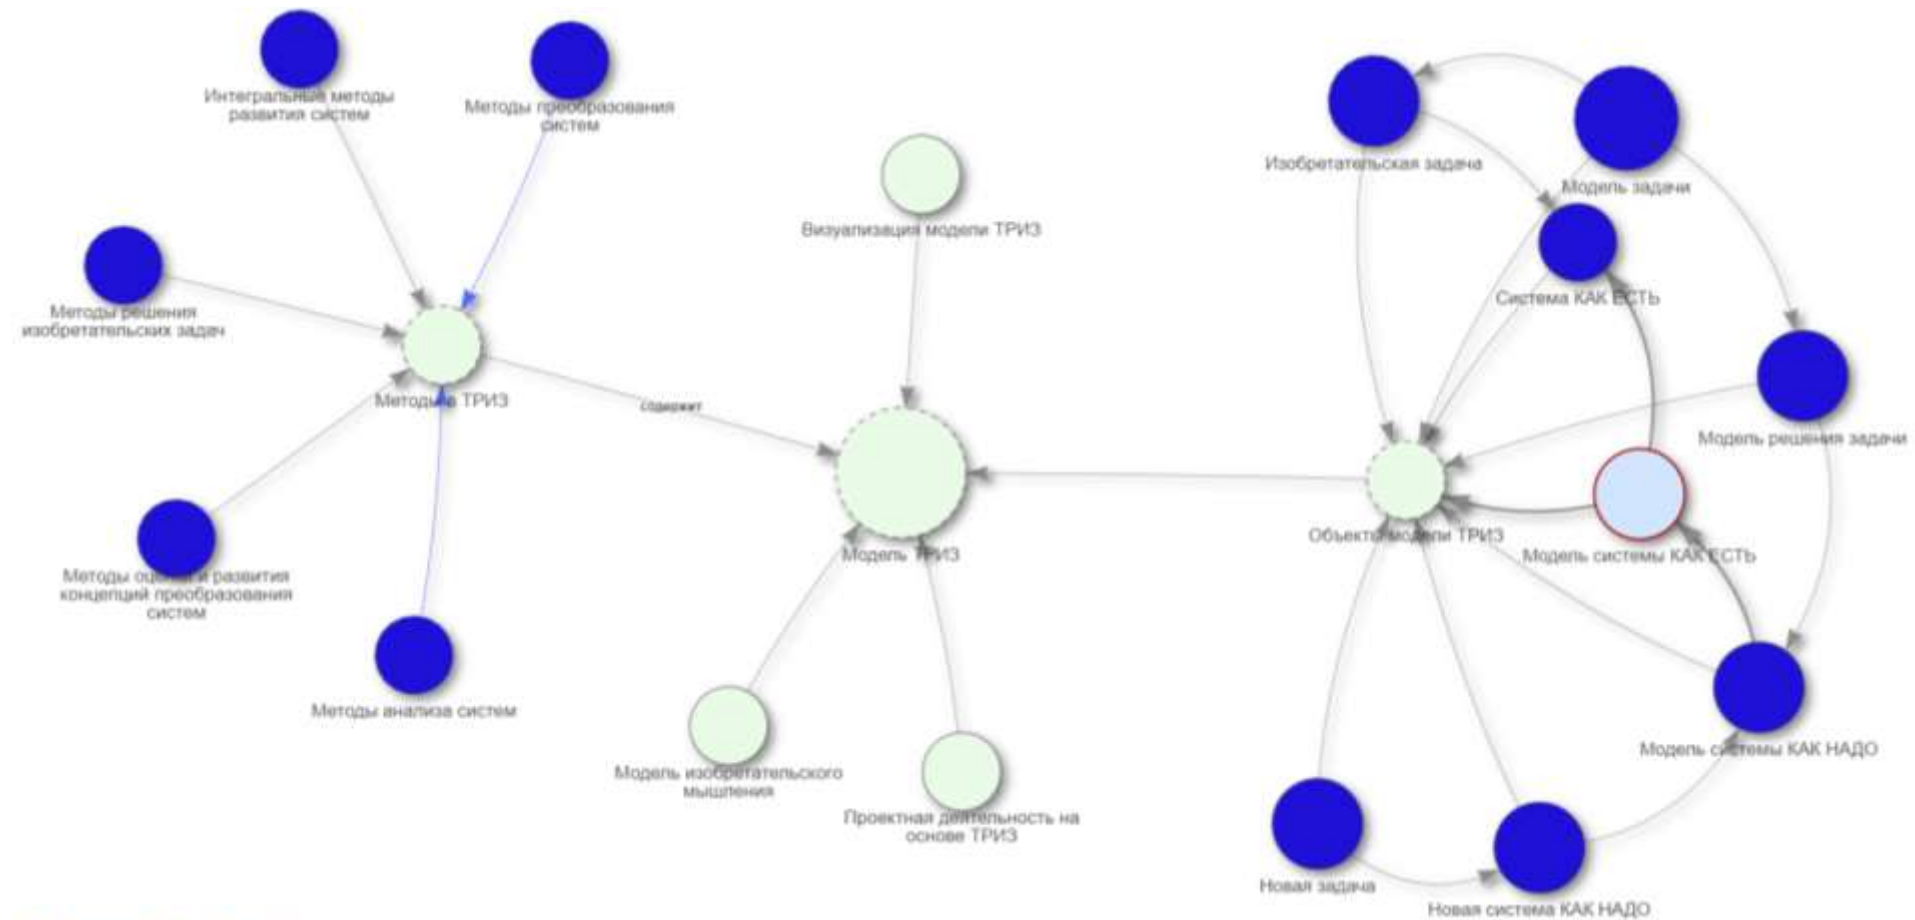 Интегральные методы
развития систем
Методы преобразования
систем
Методы решения
изобретательских задач
Методы в ТРИЗ
содержит
Методы оценки и развития
концепций преобразования
систем
Методы анализа систем
Визуализация модели ТРИЗ
Модель ТРИЗ
Модель изобретательского
мышления
Проектная деятельность на
основе ТРИЗ
Изобретательская задача
Модель задачи
Система КАК ЕСТЬ
Модель решения задачи
Объекты модели ТРИЗ
Модель системы КАК ЕСТЬ
Модель системы КАК НАДО
Новая задача
Новая система КАК НАДО